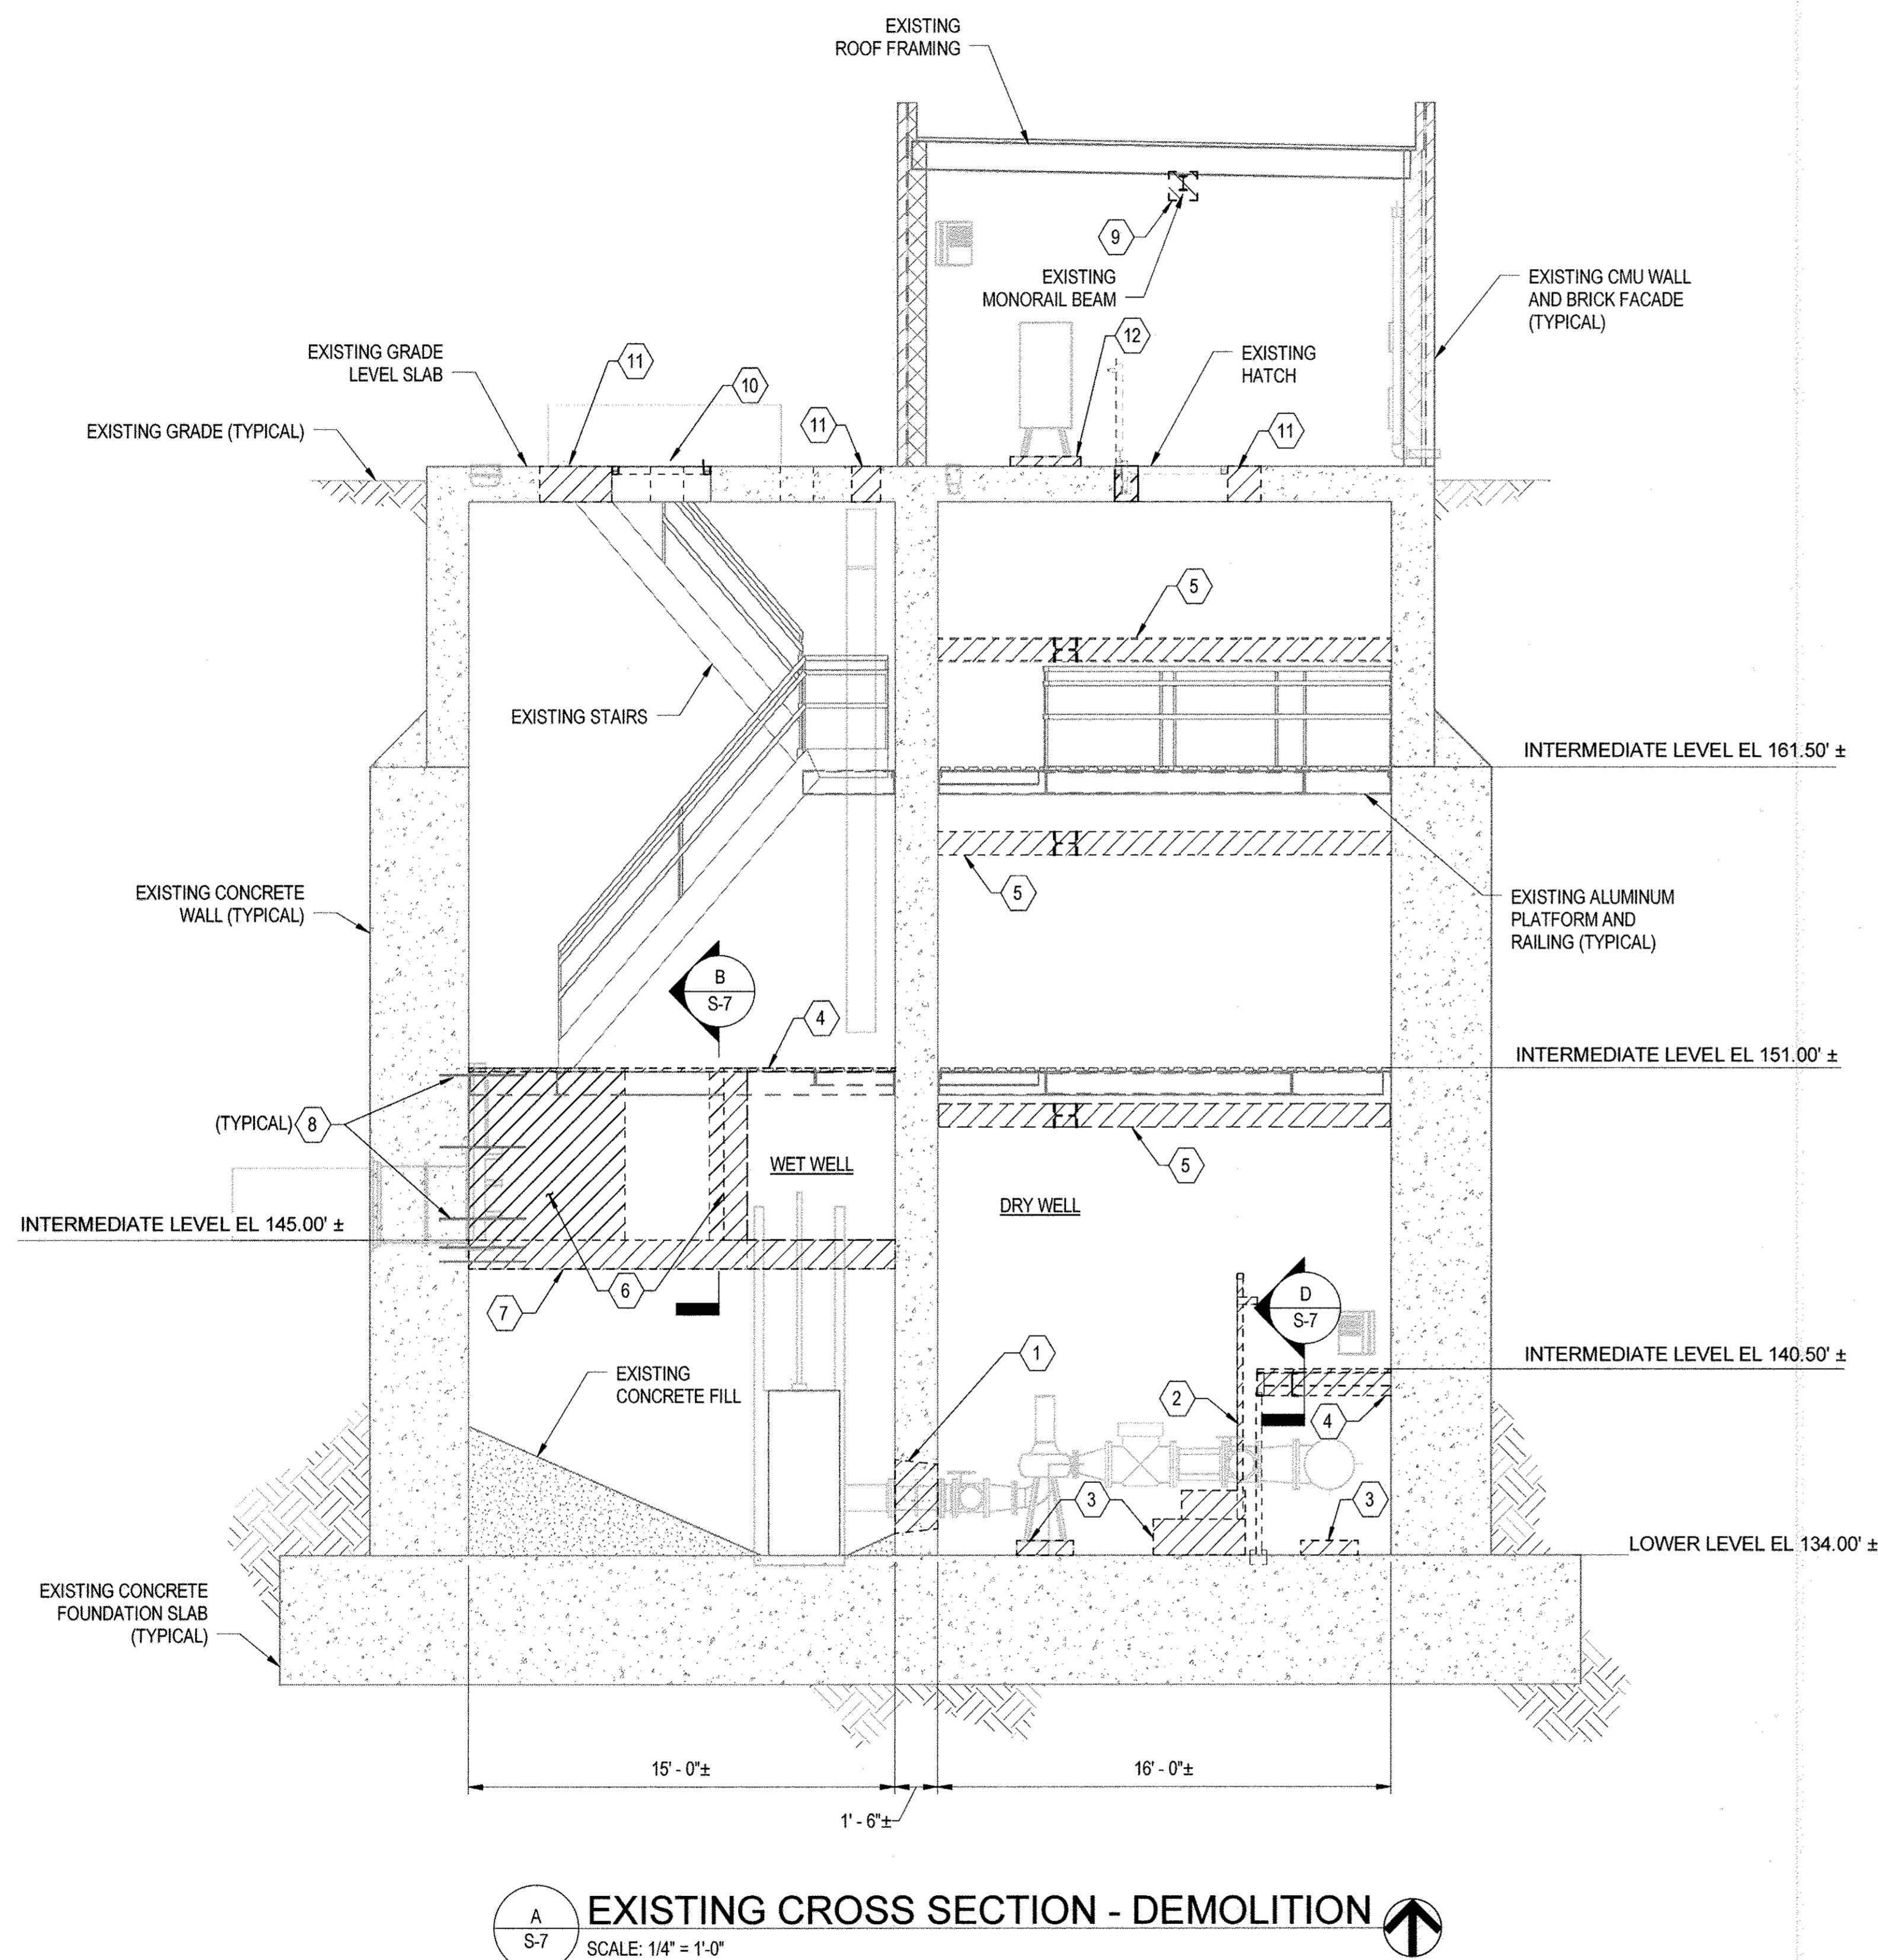 EXISTING
ROOF FRAMING
9
EXISTING
MONORAIL BEAM
EXISTING CMU WALL
AND BRICK FACADE
(TYPICAL)
12
EXISTING
HATCH
EXISTING GRADE
LEVEL SLAB
11
10
11
11
EXISTING GRADE (TYPICAL)
5
EXISTING STAIRS
INTERMEDIATE LEVEL EL 161.50' ±
5
EXISTING CONCRETE
WALL (TYPICAL)
EXISTING ALUMINUM
PLATFORM AND
RAILING (TYPICAL)
B
S-7
4
INTERMEDIATE LEVEL EL 151.00' ±
(TYPICAL) 8
WET WELL
5
DRY WELL
INTERMEDIATE LEVEL EL 145.00' ±
6
7
D
S-7
1
INTERMEDIATE LEVEL EL 140.50' ±
EXISTING
CONCRETE FILL
2
4
3
3
LOWER LEVEL EL 134.00' ±
EXISTING CONCRETE
FOUNDATION SLAB
(TYPICAL)
15' - 0"±
16' - 0"±
1' - 6"±
A
S-7
EXISTING CROSS SECTION - DEMOLITION
SCALE: 1/4" = 1'-0"